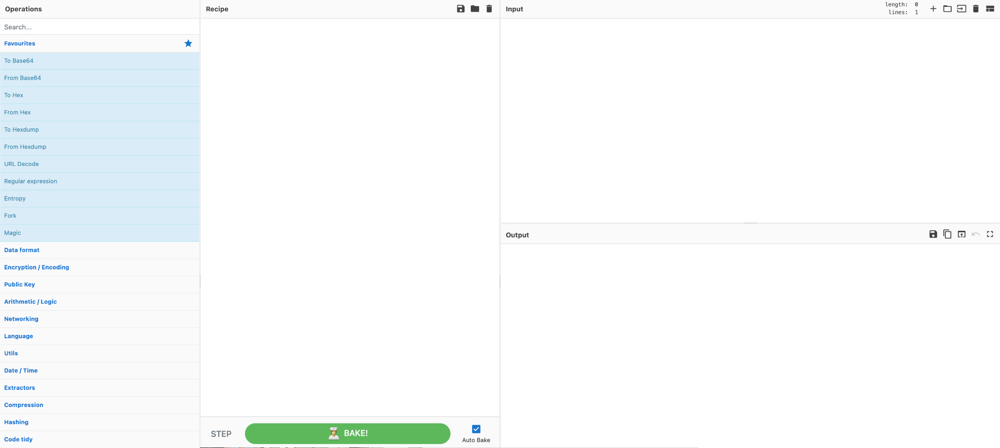 Operations
Search...
Favourites
To Base64
From Base64
To Hex
From Hex
To Hexdump
From Hexdump
URL Decode
Regular expression
Entropy
Fork
Magic
Data format
Encryption / Encoding
Public Key
Arithmetic / Logic
Networking
Language
Utils
Date / Time
Extractors
Compression
Hashing
Code tidy
Recipe
STEP
BAKE!
Auto Bake
Input
length: 0
lines: 1
Output